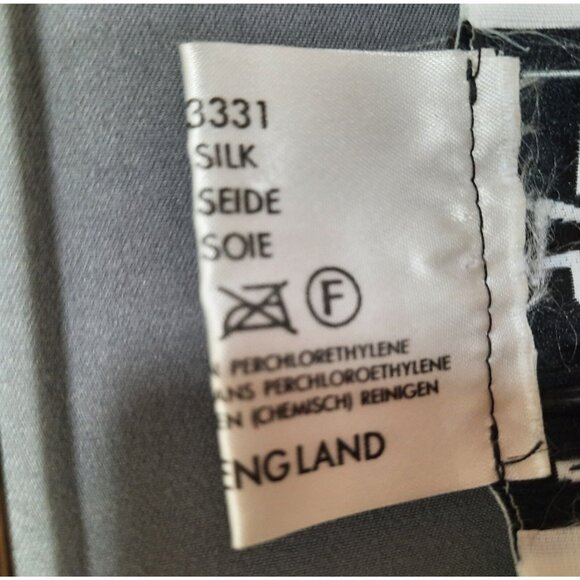 3331
SILK
SEIDE
SOIE
F
PERCHLORETHYLENE
PERCHLOROETHYLENE
(CHEMISCH) REINIGEN
ENGLAND